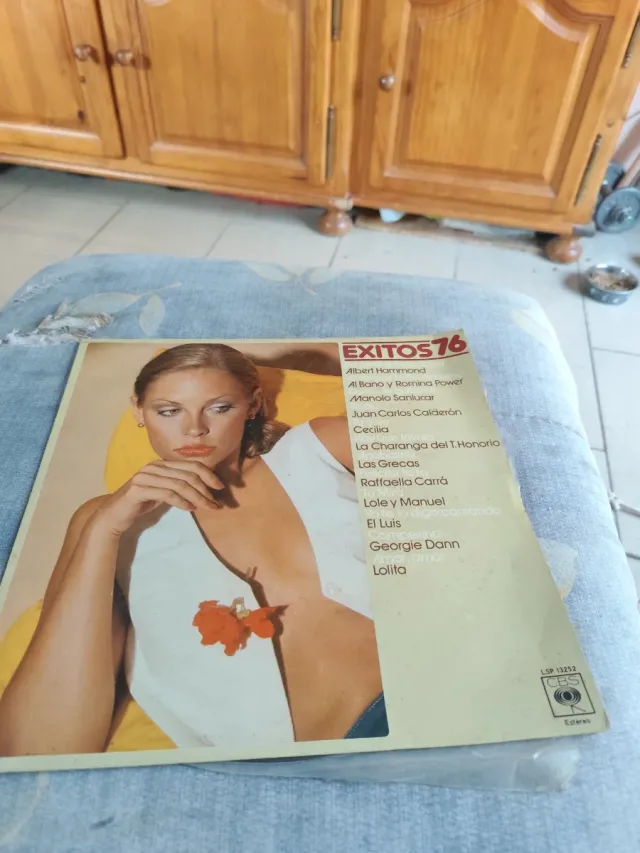 EXITOS 76
Albert Hammond
Al Bano y Romina Power
Manolo Sanlucar
Juan Carlos Calderón
Cecilia
La Charanga del T. Honorio
Las Grecas
Raffaella Carrá
Lole y Manuel
El Luis
Georgie Dann
Lolita
LSP 13252
CBS
Estéreo